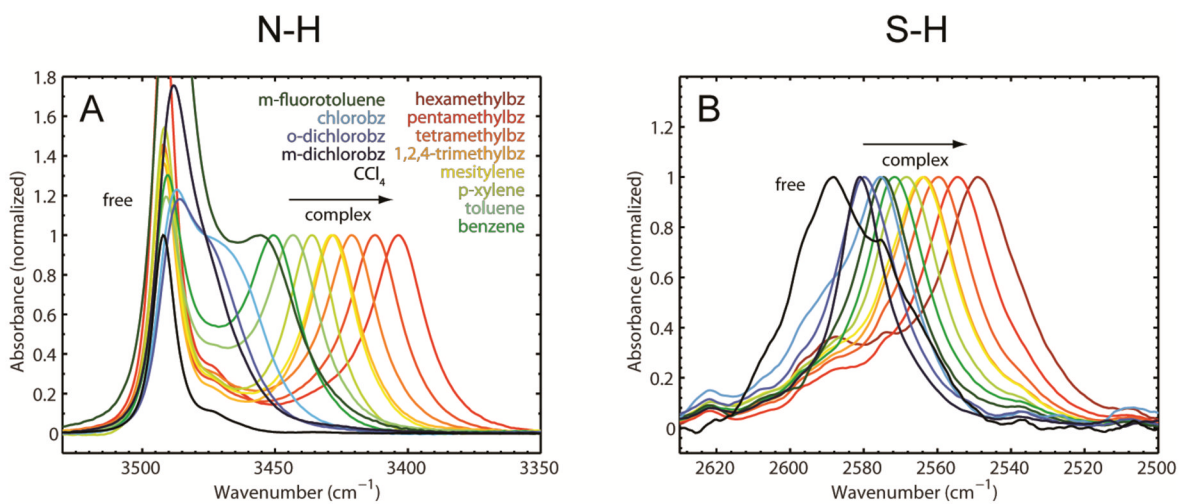 N-H
S-H
A
1.8
1.6
1.4
1.2
1
0.8
0.6
0.4
0.2
0
3500
3450
3400
3350
Absorbance (normalized)
Wavenumber (cm⁻¹)
free
complex
m-fluorotoluene
chlorobz
o-dichlorobz
m-dichlorobz
CCl₄
hexamethylbz
pentamethylbz
tetramethylbz
1,2,4-trimethylbz
mesitylene
p-xylene
toluene
benzene
B
1.2
1
0.8
0.6
0.4
0.2
0
2620
2600
2580
2560
2540
2520
2500
Absorbance (normalized)
Wavenumber (cm⁻¹)
free
complex